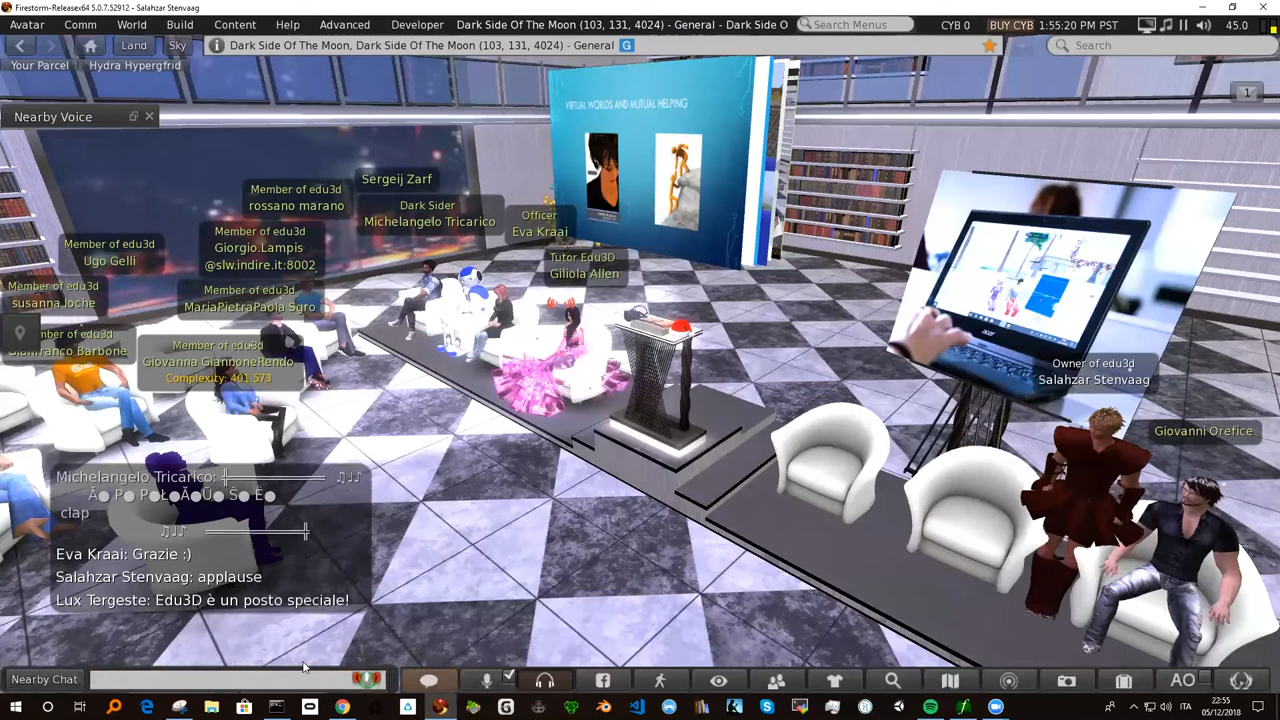 Firestorm-Releasex64 5.0.7.52912 - Salahzar Stenvaag
Avatar Comm World Build Content Help Advanced Developer Dark Side Of The Moon (103, 131, 4024) - General - Dark Side O Search Menus CYB 0 BUY CYB 1:55:20 PM PST 45.0
Land Sky Dark Side Of The Moon, Dark Side Of The Moon (103, 131, 4024) - General G Search
Your Parcel Hydra Hypergfrid
1
Nearby Voice
VIRTUAL WORLDS AND MUTUAL HELPING
Sergeij Zarf
Member of edu3d
rossano marano
Dark Sider
Michelangelo Tricarico
Officer
Eva Kraai
Member of edu3d
Giorgio.Lampis
@slw.indire.it:8002
Member of edu3d
Ugo Gelli
Tutor Edu3D
Giliola Allen
Member of edu3d
susanna.loche
Member of edu3d
MariaPietraPaola Sgro
mber of edu3d
Gianfranco Barbone
Member of edu3d
Giovanna GiannoneRendo
Complexity: 401.573
acer
Owner of edu3d
Salahzar Stenvaag
Giovanni Orefice
Michelangelo Tricarico: ╬════════ ♫♪♪
Ă● P● P●Ł●Ă●Ū● Š● Ē●
clap
♫♪♪ ════════╬
Eva Kraai: Grazie :)
Salahzar Stenvaag: applause
Lux Tergeste: Edu3D è un posto speciale!
Nearby Chat AO
ITA 22:55
05/12/2018